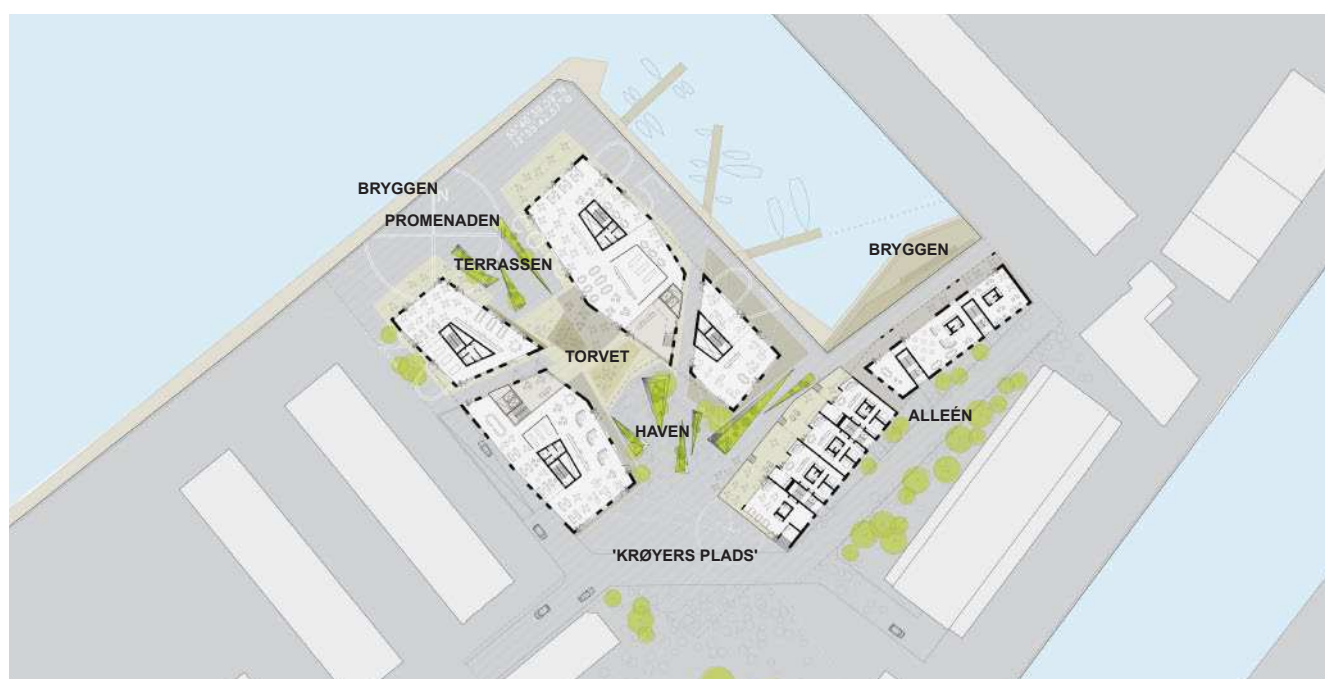 BRYGGEN
PROMENADEN
TERRASSEN
BRYGGEN
TORVET
HAVEN
ALLEÉN
'KRØYERS PLADS'